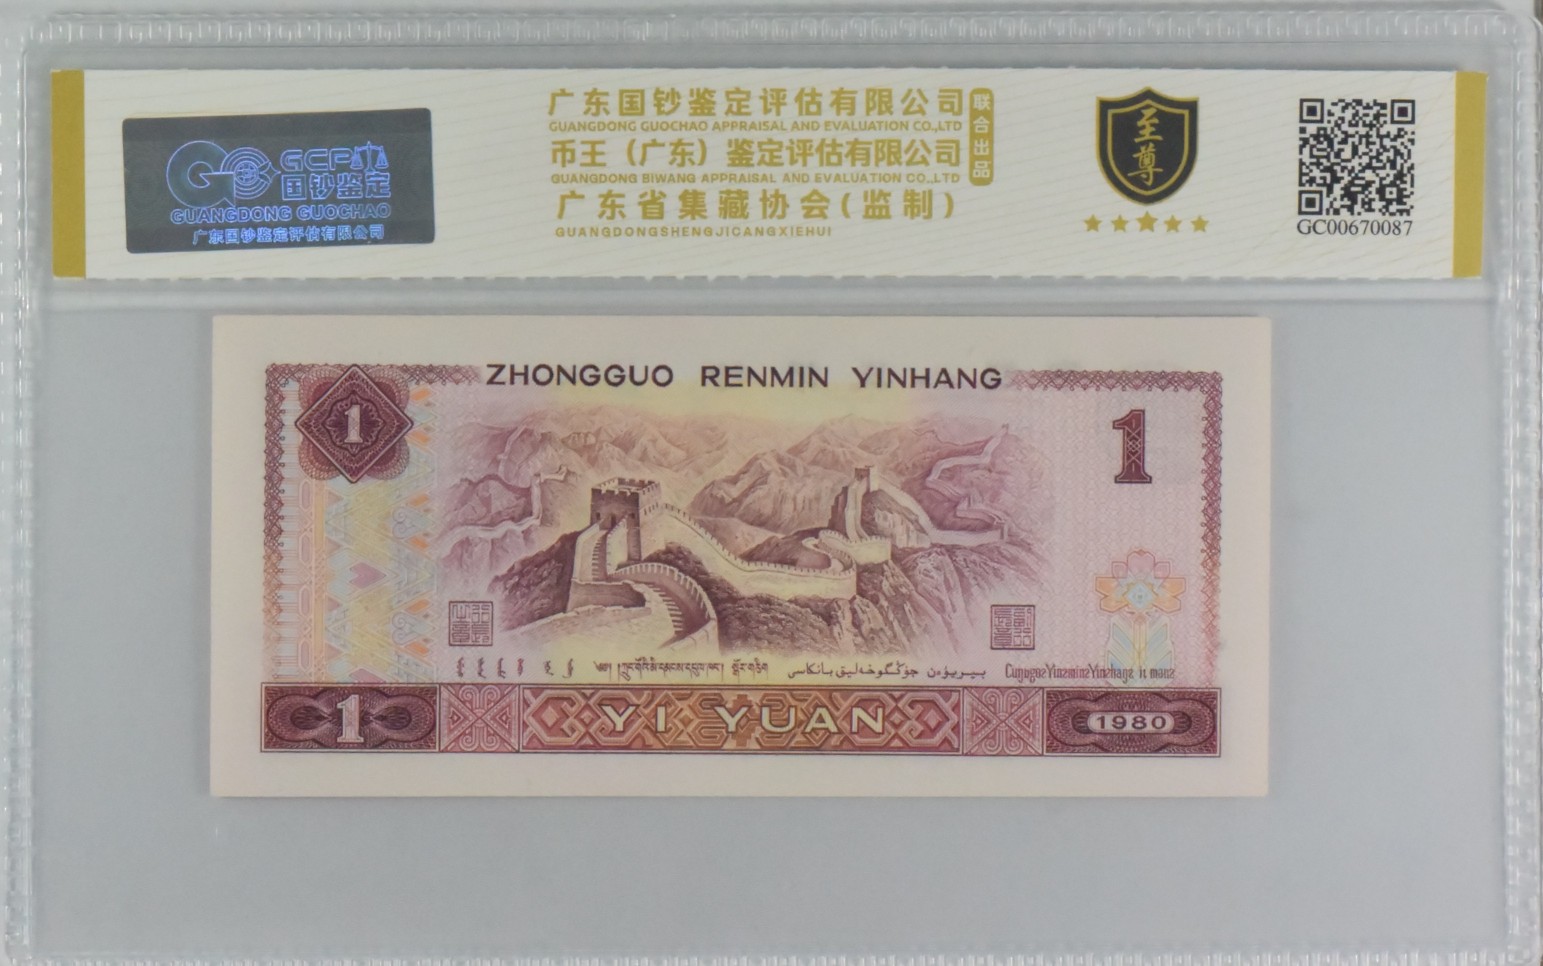 广东国钞鉴定评估有限公司
GUANGDONG GUOCHAO APPRAISAL AND EVALUATION CO.,LTD
币王（广东）鉴定评估有限公司
GUANGDONG BIWANG APPRAISAL AND EVALUATION CO.,LTD
广东省集藏协会(监制)
GUANGDONGSHENGJICANGXIEHUI
联合出品
GCP
国钞鉴定
GUANGDONG GUOCHAO
广东国钞鉴定评估有限公司
至尊
GC00670087
ZHONGGUO RENMIN YINHANG
1
1
YI YUAN
1
1980